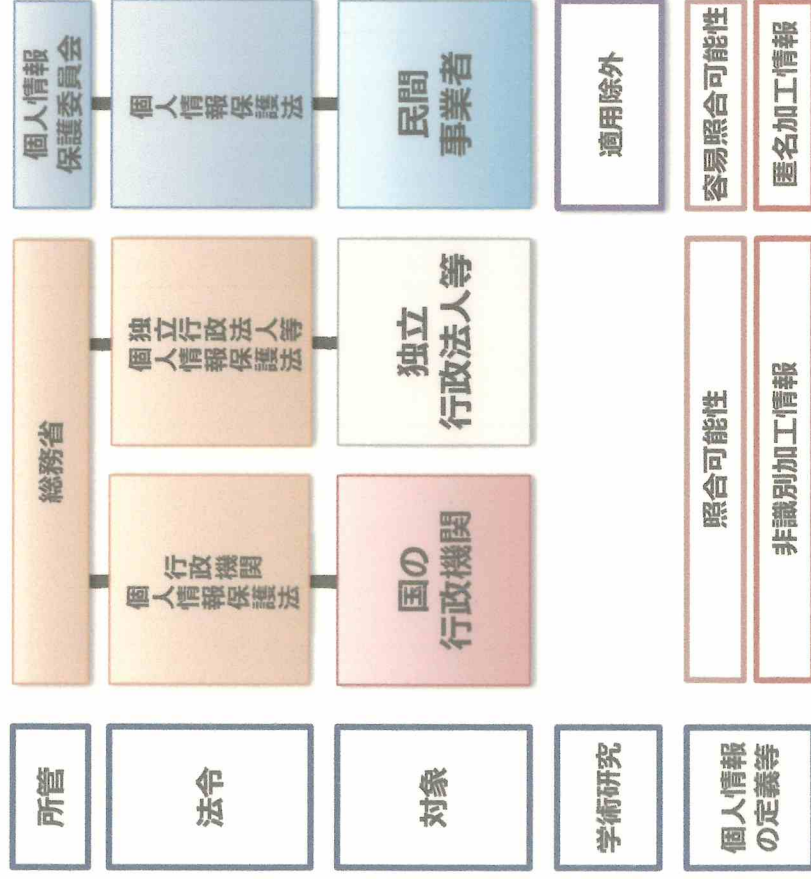 所管
総務省
個人情報
保護委員会
法令
行政機関
個人情報保護法
独立行政法人等
個人情報保護法
個人情報保護法
対象
国の
行政機関
独立
行政法人等
民間
事業者
学術研究
適用除外
個人情報
の定義等
照合可能性
容易照合可能性
非識別加工情報
匿名加工情報